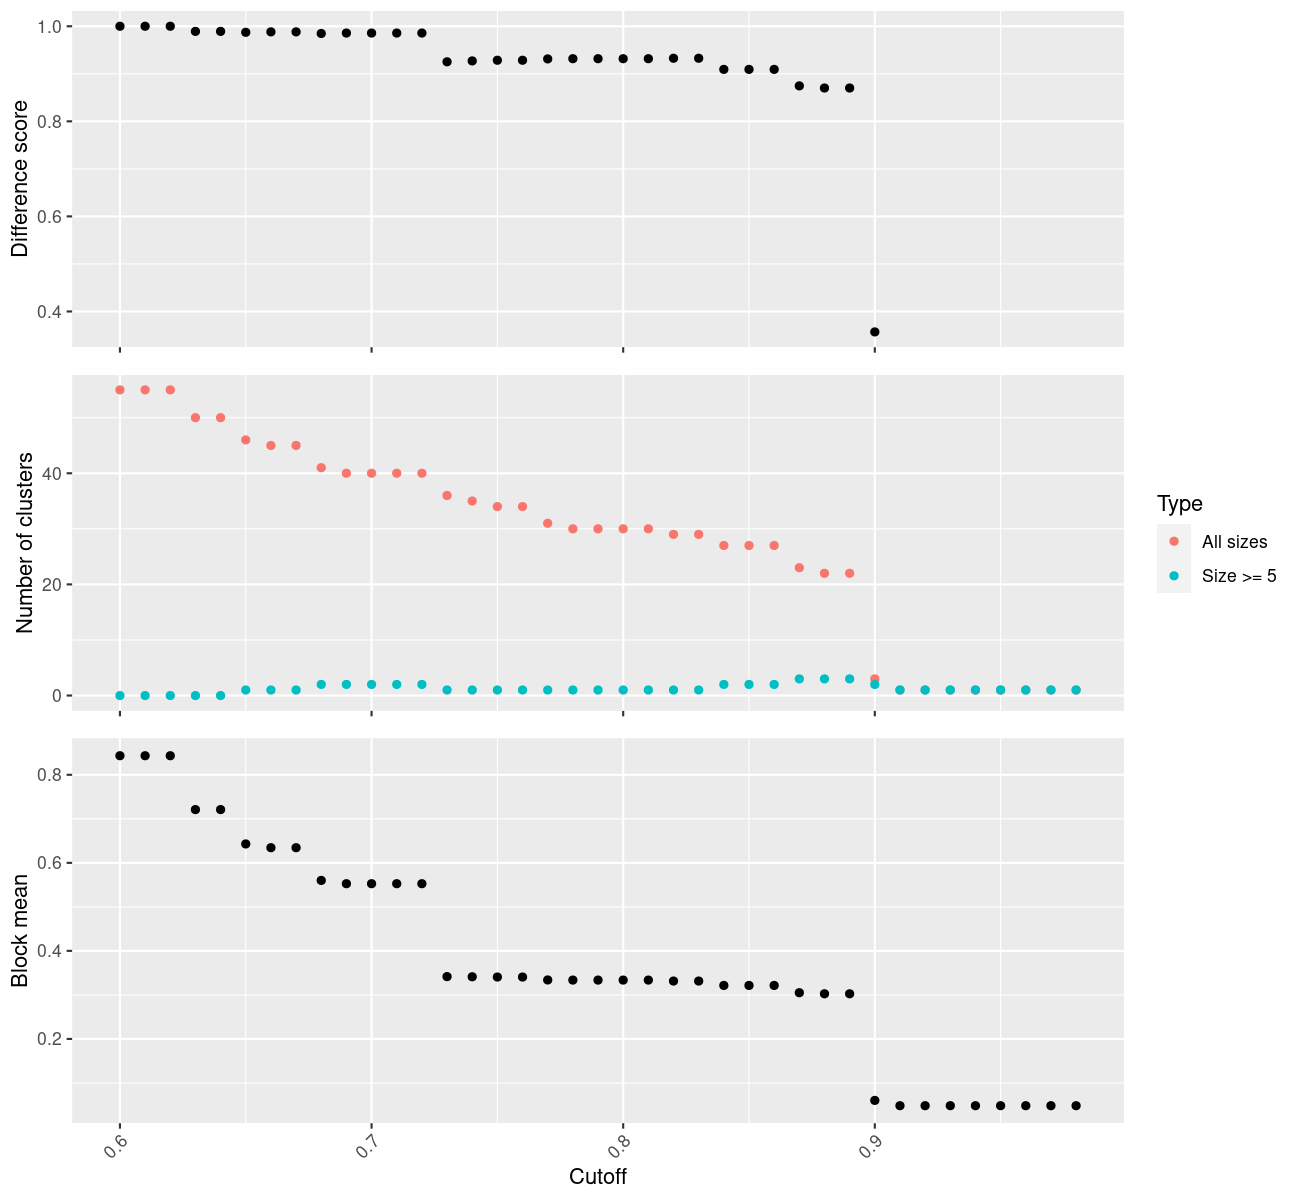 Difference score
1.0
0.8
0.6
0.4
Number of clusters
40
20
0
Type
All sizes
Size >= 5
Block mean
0.8
0.6
0.4
0.2
0.6
0.7
0.8
0.9
Cutoff